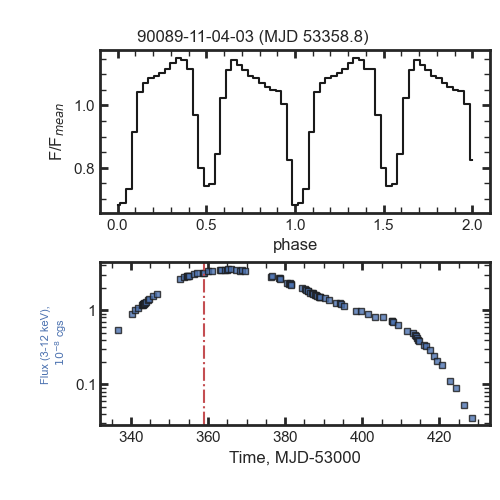 90089-11-04-03 (MJD 53358.8)
F/F_mean
1.0
0.8
0.0 0.5 1.0 1.5 2.0
phase
Flux (3-12 keV),
10⁻⁸ cgs
1
0.1
340 360 380 400 420
Time, MJD-53000